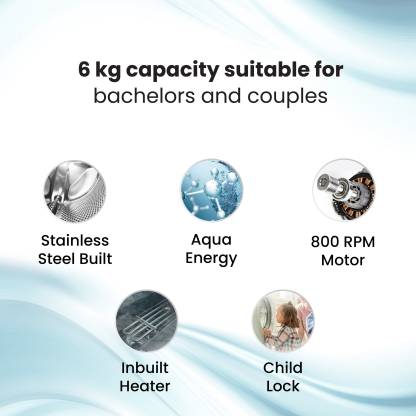 6 kg capacity suitable for
bachelors and couples
Stainless
Steel Built
Aqua
Energy
800 RPM
Motor
Inbuilt
Heater
Child
Lock